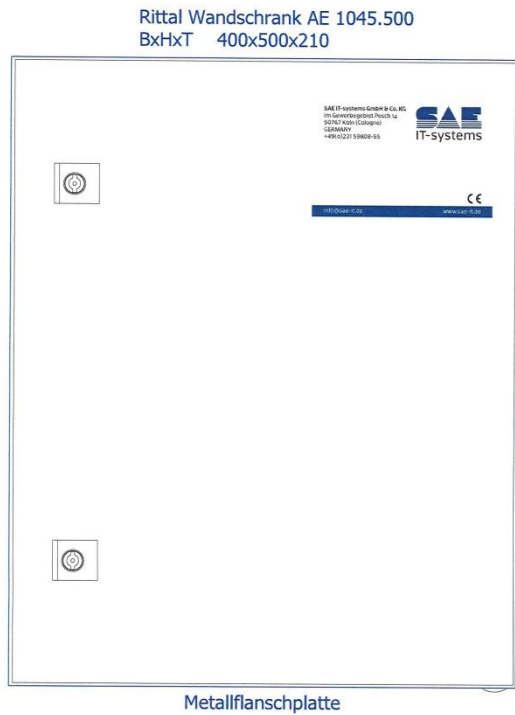 Rittal Wandschrank AE 1045.500
BxHxT 400x500x210
SAE IT-systems GmbH & Co. KG
Im Gewerbegebiet Pesch 14
50767 Köln (Cologne)
GERMANY
+49(0)231 59808-55
SAE
IT-systems
CE
info@sae-it.de www.sae-it.de
Metallflanschplatte